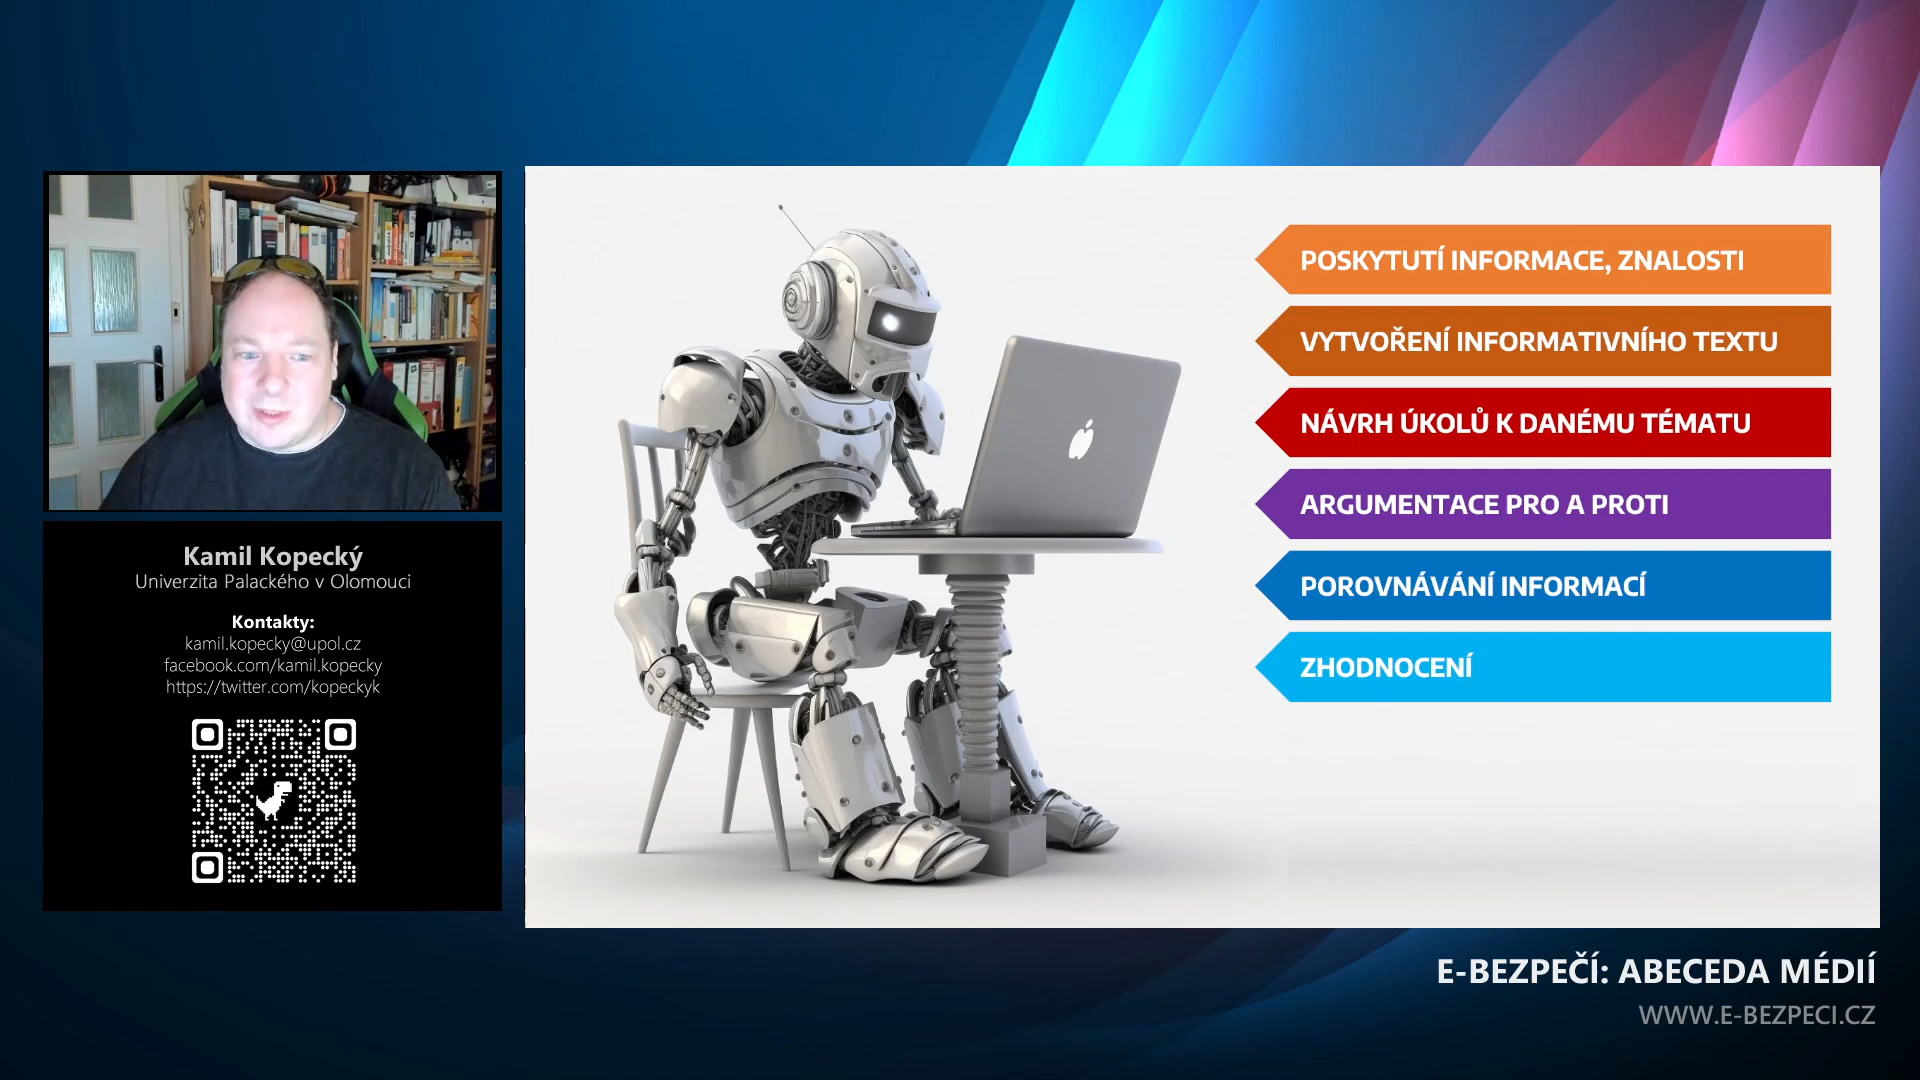 POSKYTUTÍ INFORMACE, ZNALOSTI
VYTVOŘENÍ INFORMATIVNÍHO TEXTU
NÁVRH ÚKOLŮ K DANÉMU TÉMATU
ARGUMENTACE PRO A PROTI
POROVNÁVÁNÍ INFORMACÍ
ZHODNOCENÍ
Kamil Kopecký
Univerzita Palackého v Olomouci
Kontakty:
kamil.kopecky@upol.cz
facebook.com/kamil.kopecky
https://twitter.com/kopeckyk
E-BEZPEČÍ: ABECEDA MÉDIÍ
WWW.E-BEZPECI.CZ